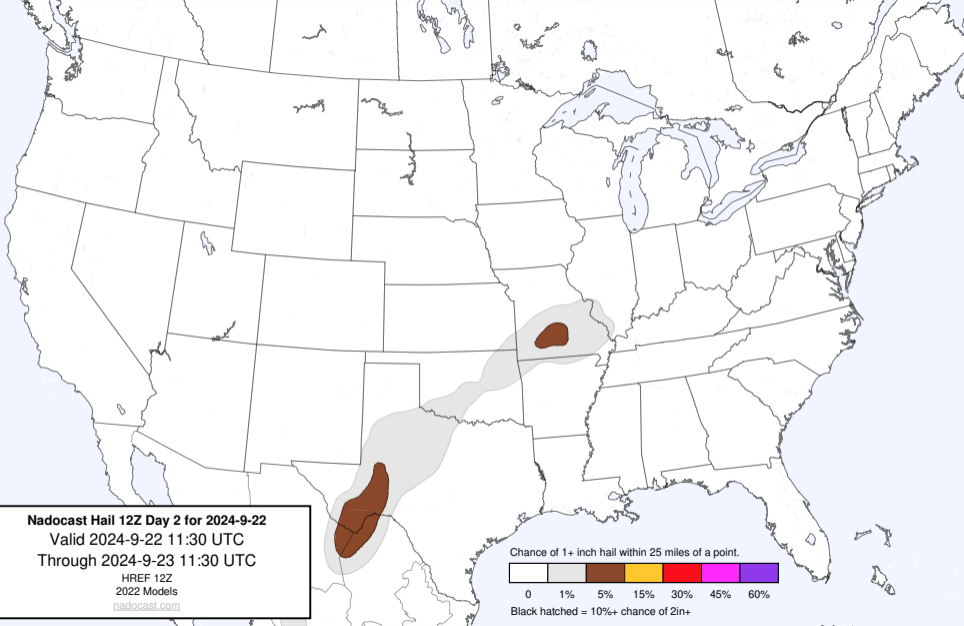 Nadocast Hail 12Z Day 2 for 2024-9-22
Valid 2024-9-22 11:30 UTC
Through 2024-9-23 11:30 UTC
HREF 12Z
2022 Models
nadocast.com
Chance of 1+ inch hail within 25 miles of a point.
0 1% 5% 15% 30% 45% 60%
Black hatched = 10%+ chance of 2in+